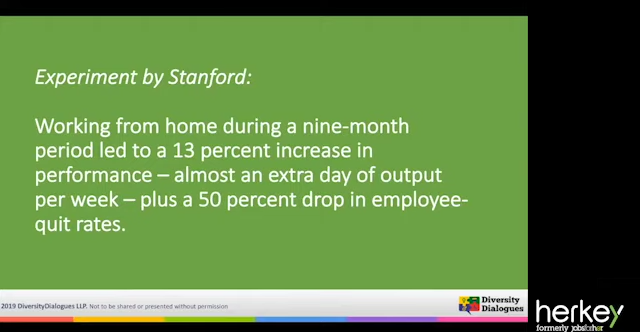 Experiment by Stanford:
Working from home during a nine-month
period led to a 13 percent increase in
performance – almost an extra day of output
per week – plus a 50 percent drop in employee-
quit rates.
2019 DiversityDialogues LLP. Not to be shared or presented without permission
Diversity
Dialogues
herkey
formerly jobsforher